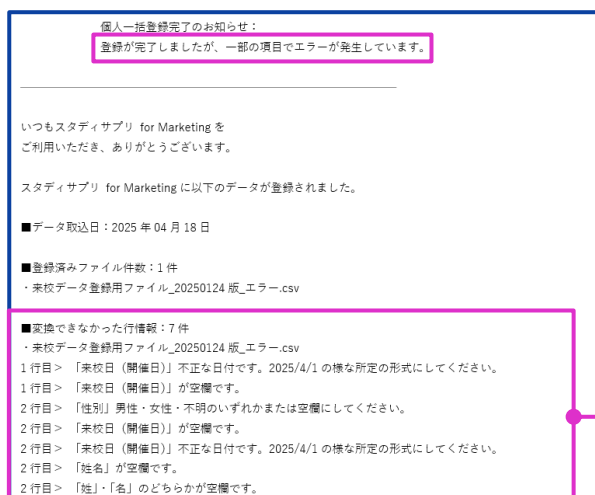 個人一括登録完了のお知らせ：
登録が完了しましたが、一部の項目でエラーが発生しています。
いつもスタディサプリ for Marketing を
ご利用いただき、ありがとうございます。
スタディサプリ for Marketing に以下のデータが登録されました。
■データ取込日：2025 年 04 月 18 日
■登録済みファイル件数：1 件
・来校データ登録用ファイル_20250124 版_エラー.csv
■変換できなかった行情報：7 件
・来校データ登録用ファイル_20250124 版_エラー.csv
1 行目＞ 「来校日（開催日）」不正な日付です。2025/4/1 の様な所定の形式にしてください。
1 行目＞ 「来校日（開催日）」が空欄です。
2 行目＞ 「性別」男性・女性・不明のいずれかまたは空欄にしてください。
2 行目＞ 「来校日（開催日）」が空欄です。
2 行目＞ 「来校日（開催日）」不正な日付です。2025/4/1 の様な所定の形式にしてください。
2 行目＞ 「姓名」が空欄です。
2 行目＞ 「姓」・「名」のどちらかが空欄です。